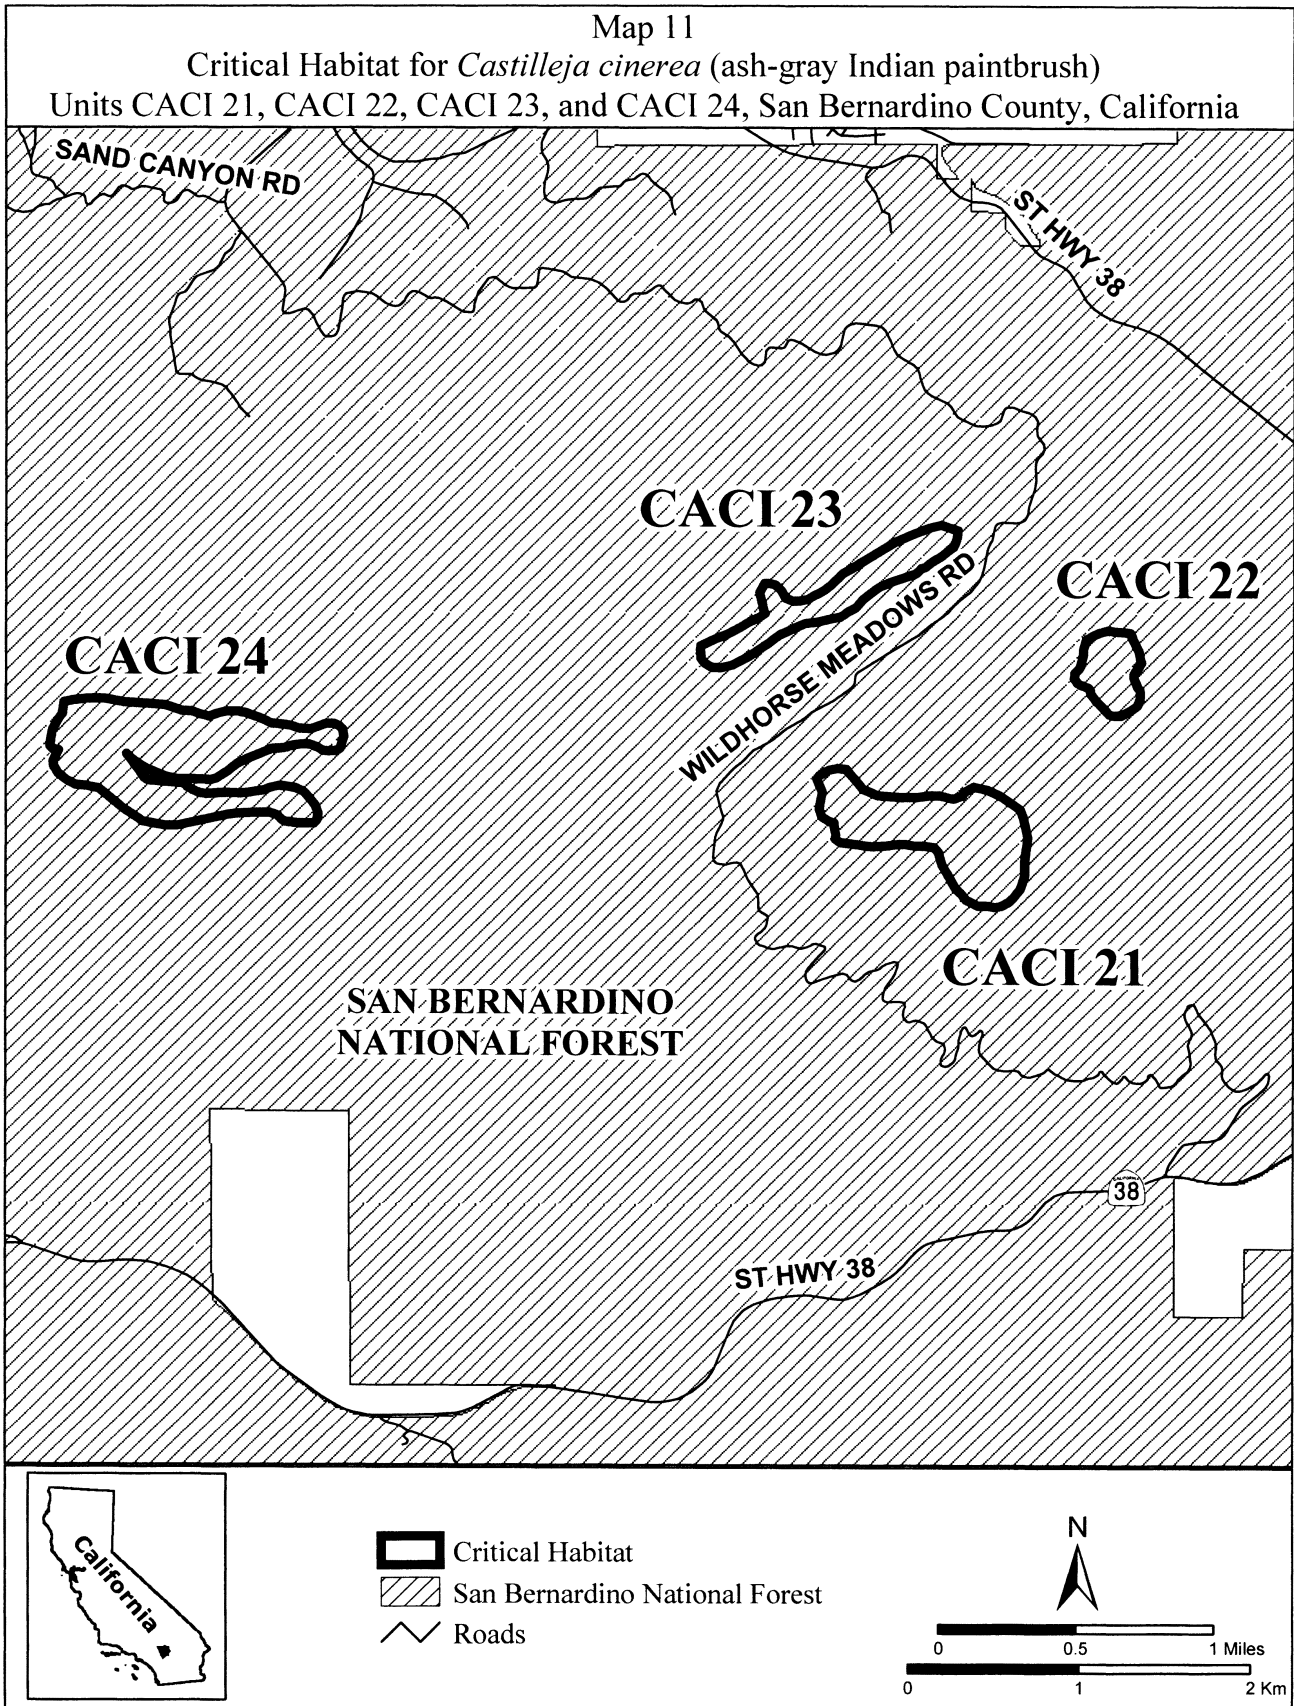 Map 11
Critical Habitat for Castilleja cinerea (ash-gray Indian paintbrush)
Units CACI 21, CACI 22, CACI 23, and CACI 24, San Bernardino County, California
SAND CANYON RD
ST HWY 38
CACI 23
CACI 22
WILDHORSE MEADOWS RD
CACI 24
CACI 21
SAN BERNARDINO
NATIONAL FOREST
CALIFORNIA
38
ST HWY 38
California
Critical Habitat
San Bernardino National Forest
Roads
N
0 0.5 1 Miles
0 1 2 Km